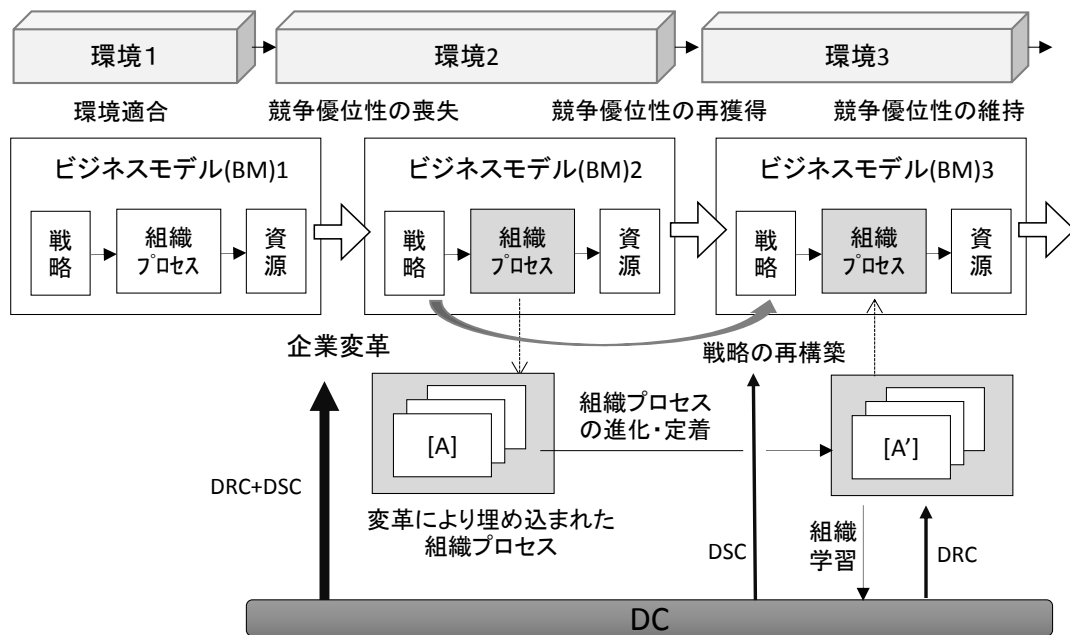 環境1
環境2
環境3
環境適合
競争優位性の喪失
競争優位性の再獲得
競争優位性の維持
ビジネスモデル(BM)1
戦略
組織
プロセス
資源
ビジネスモデル(BM)2
戦略
組織
プロセス
資源
ビジネスモデル(BM)3
戦略
組織
プロセス
資源
企業変革
戦略の再構築
[A]
組織プロセス
の進化・定着
[A′]
DRC+DSC
変革により埋め込まれた
組織プロセス
DSC
組織
学習
DRC
DC